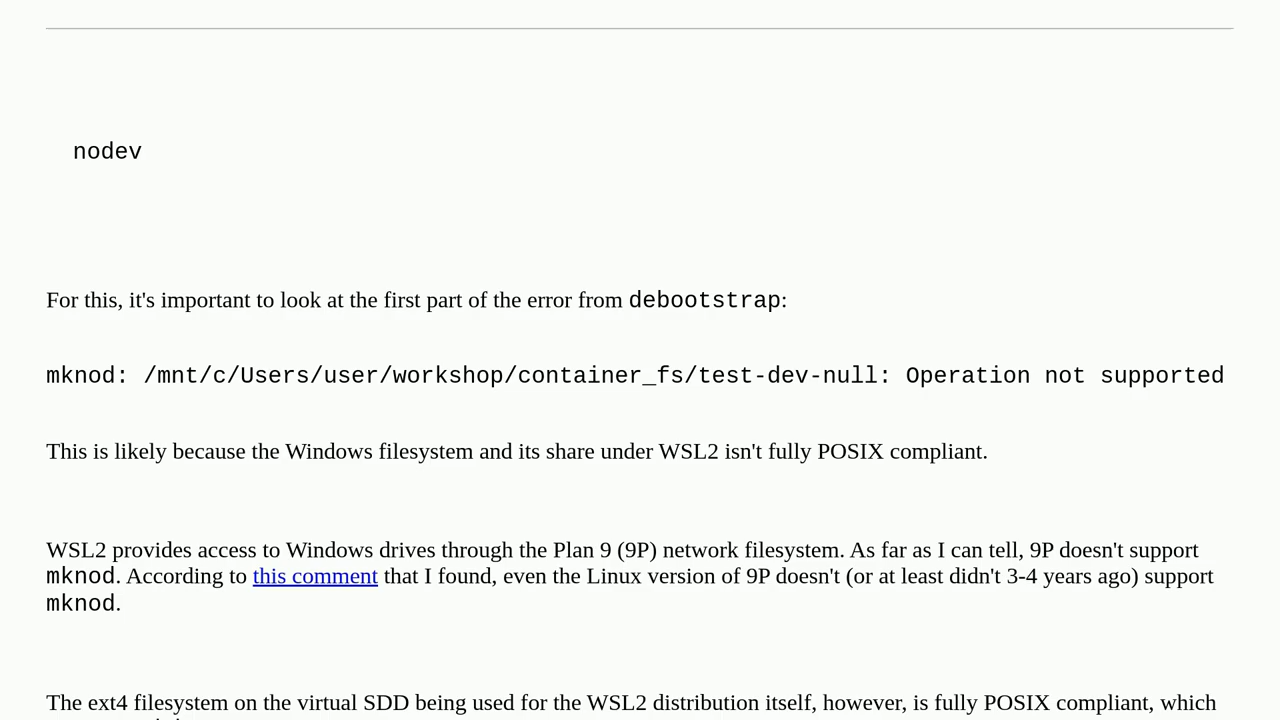 nodev
For this, it's important to look at the first part of the error from debootstrap:
mknod: /mnt/c/Users/user/workshop/container_fs/test-dev-null: Operation not supported
This is likely because the Windows filesystem and its share under WSL2 isn't fully POSIX compliant.
WSL2 provides access to Windows drives through the Plan 9 (9P) network filesystem. As far as I can tell, 9P doesn't support
mknod. According to this comment that I found, even the Linux version of 9P doesn't (or at least didn't 3-4 years ago) support
mknod.
The ext4 filesystem on the virtual SDD being used for the WSL2 distribution itself, however, is fully POSIX compliant, which